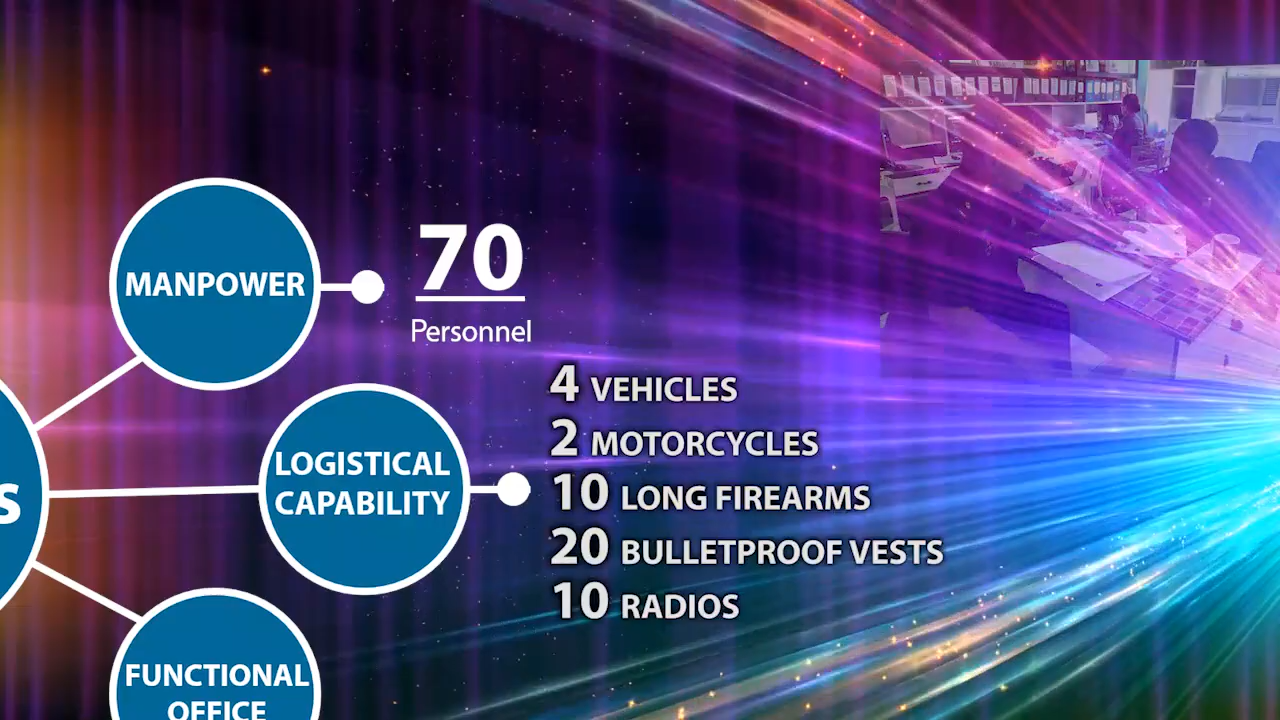 MANPOWER
70
Personnel
S
LOGISTICAL
CAPABILITY
4 VEHICLES
2 MOTORCYCLES
10 LONG FIREARMS
20 BULLETPROOF VESTS
10 RADIOS
FUNCTIONAL
OFFICE